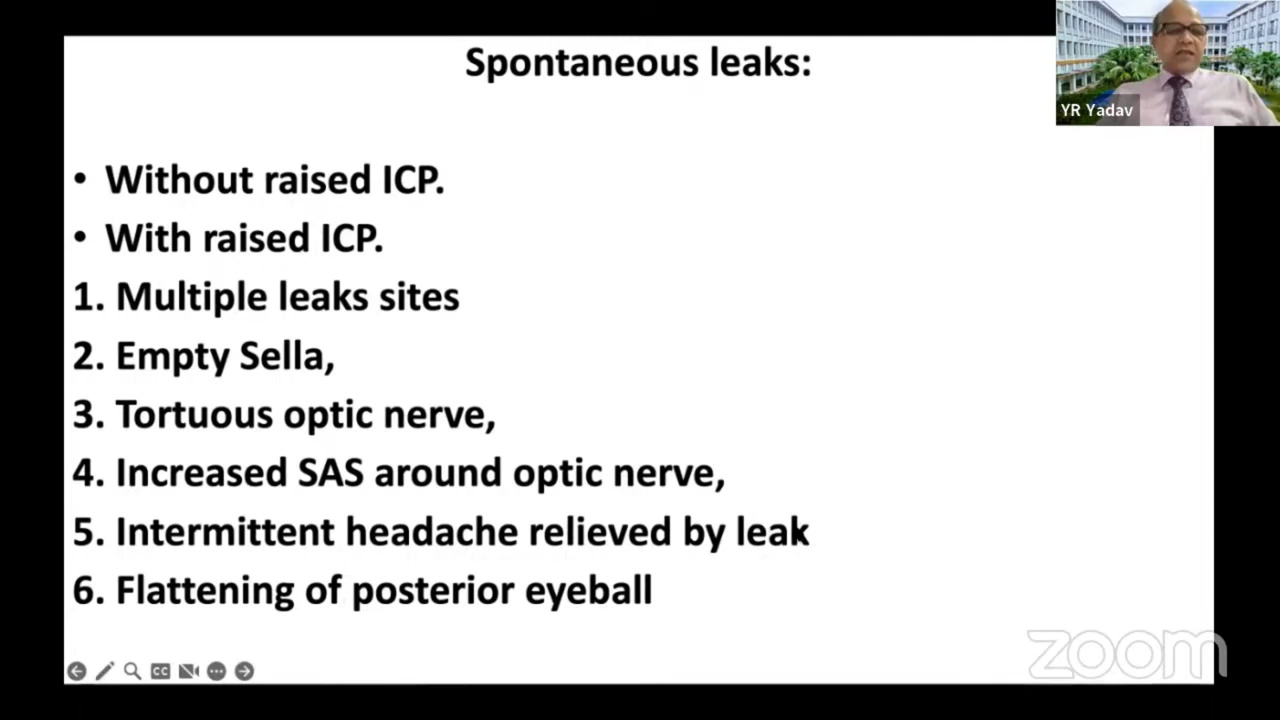 Spontaneous leaks:
YR Yadav
• Without raised ICP.
• With raised ICP.
1. Multiple leaks sites
2. Empty Sella,
3. Tortuous optic nerve,
4. Increased SAS around optic nerve,
5. Intermittent headache relieved by leak
6. Flattening of posterior eyeball
CC
zoom